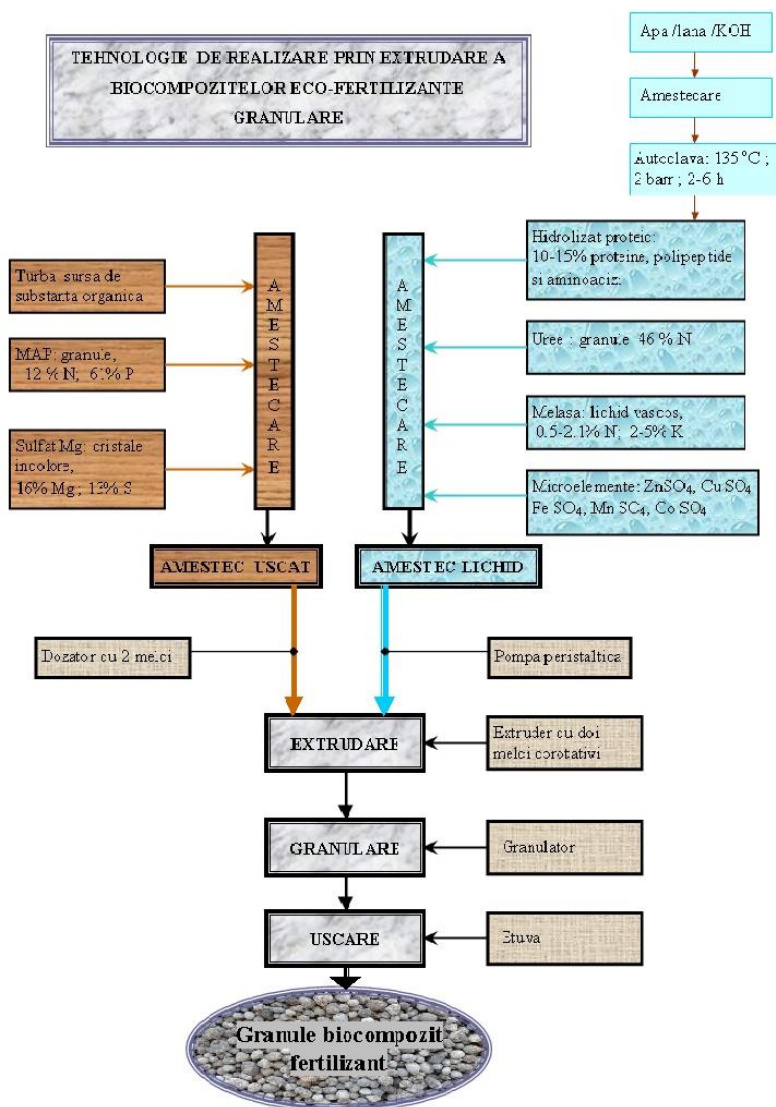 TEHNOLOGIE DE REALIZARE PRIN EXTRUDARE A
BIOCOMPOZITELOR ECO-FERTILIZANTE
GRANULARE
Apa /lana /KOH
Amestecare
Autoclava: 135 °C ;
2 barr ; 2-6 h
Hidrolizat proteic:
10-15% proteine, polipeptide
si aminoacizi
Turba sursa de
substarta organica
MAP: granule,
12 % N; 61% P
Sulfat Mg: cristale
incolore,
16% Mg ; 13% S
AMESTECARE
AMESTECARE
Uree : granule 46 % N
Melasa: lichid vascos,
0.5-2.1% N; 2-5% K
Microelemente: ZnSO4, Cu SO4
Fe SO4, Mn SO4, Co SO4
AMESTEC USCAT
AMESTEC LICHID
Dozator cu 2 melci
Pompa peristaltica
EXTRUDARE
Extruder cu doi
melci corotativi
GRANULARE
Granulator
USCARE
Etuva
Granule biocompozit
fertilizant